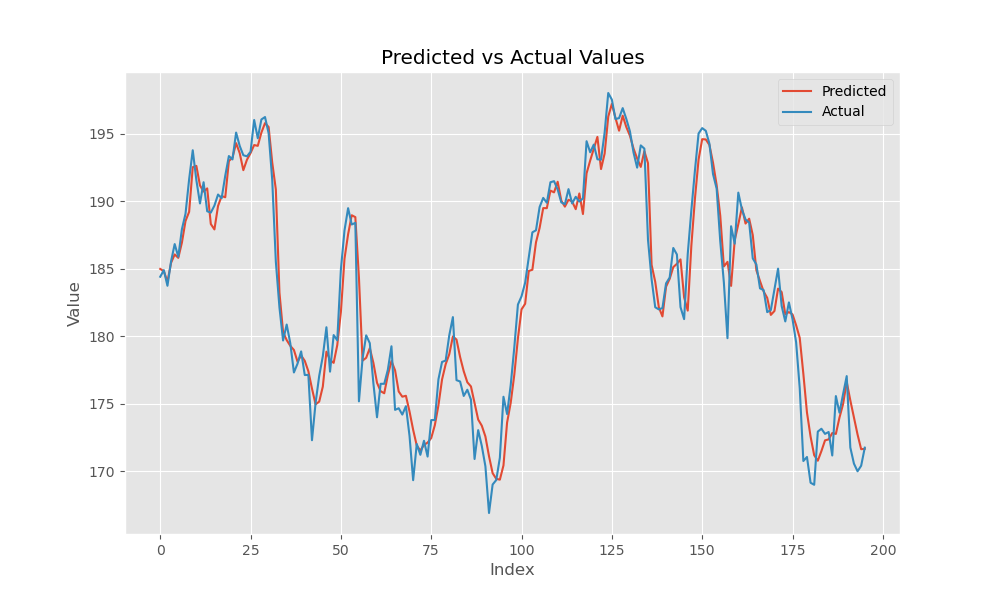 Predicted vs Actual Values
Predicted
Actual
Value
195
190
185
180
175
170
0 25 50 75 100 125 150 175 200
Index